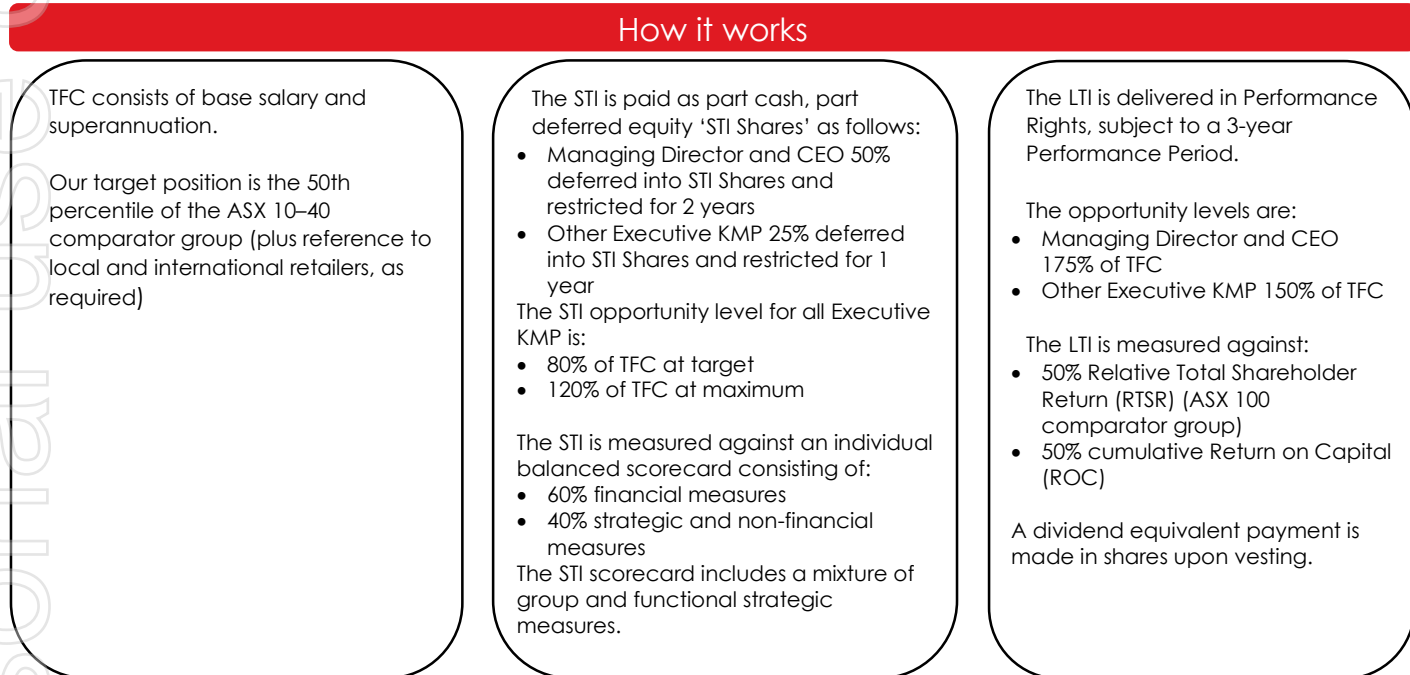 How it works
TFC consists of base salary and
superannuation.
Our target position is the 50th
percentile of the ASX 10–40
comparator group (plus reference to
local and international retailers, as
required)
The STI is paid as part cash, part
deferred equity ‘STI Shares’ as follows:
• Managing Director and CEO 50%
deferred into STI Shares and
restricted for 2 years
• Other Executive KMP 25% deferred
into STI Shares and restricted for 1
year
The STI opportunity level for all Executive
KMP is:
• 80% of TFC at target
• 120% of TFC at maximum
The STI is measured against an individual
balanced scorecard consisting of:
• 60% financial measures
• 40% strategic and non-financial
measures
The STI scorecard includes a mixture of
group and functional strategic
measures.
The LTI is delivered in Performance
Rights, subject to a 3-year
Performance Period.
The opportunity levels are:
• Managing Director and CEO
175% of TFC
• Other Executive KMP 150% of TFC
The LTI is measured against:
• 50% Relative Total Shareholder
Return (RTSR) (ASX 100
comparator group)
• 50% cumulative Return on Capital
(ROC)
A dividend equivalent payment is
made in shares upon vesting.